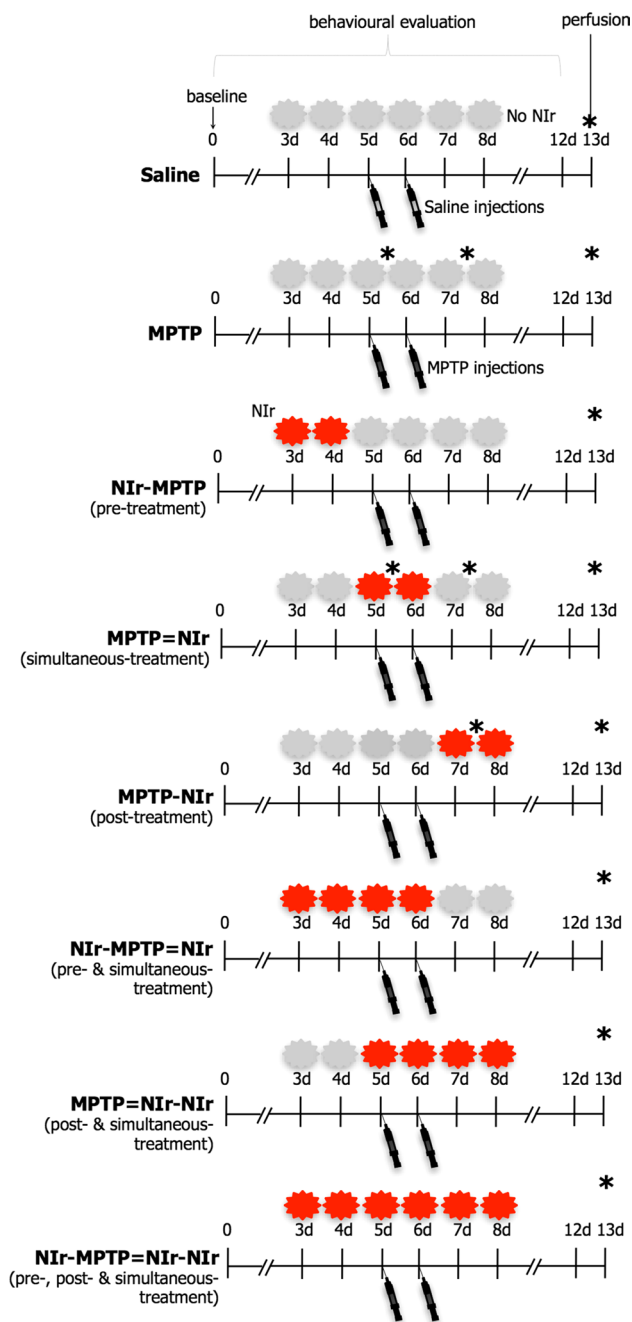 behavioural evaluation
perfusion
baseline
No NIr
*
0 3d 4d 5d 6d 7d 8d 12d 13d
Saline
Saline injections
* * *
0 3d 4d 5d 6d 7d 8d 12d 13d
MPTP
MPTP injections
NIr
*
0 3d 4d 5d 6d 7d 8d 12d 13d
NIr-MPTP
(pre-treatment)
* * *
0 3d 4d 5d 6d 7d 8d 12d 13d
MPTP=NIr
(simultaneous-treatment)
* *
0 3d 4d 5d 6d 7d 8d 12d 13d
MPTP-NIr
(post-treatment)
*
0 3d 4d 5d 6d 7d 8d 12d 13d
NIr-MPTP=NIr
(pre- & simultaneous-
treatment)
*
0 3d 4d 5d 6d 7d 8d 12d 13d
MPTP=NIr-NIr
(post- & simultaneous-
treatment)
*
0 3d 4d 5d 6d 7d 8d 12d 13d
NIr-MPTP=NIr-NIr
(pre-, post- & simultaneous-
treatment)